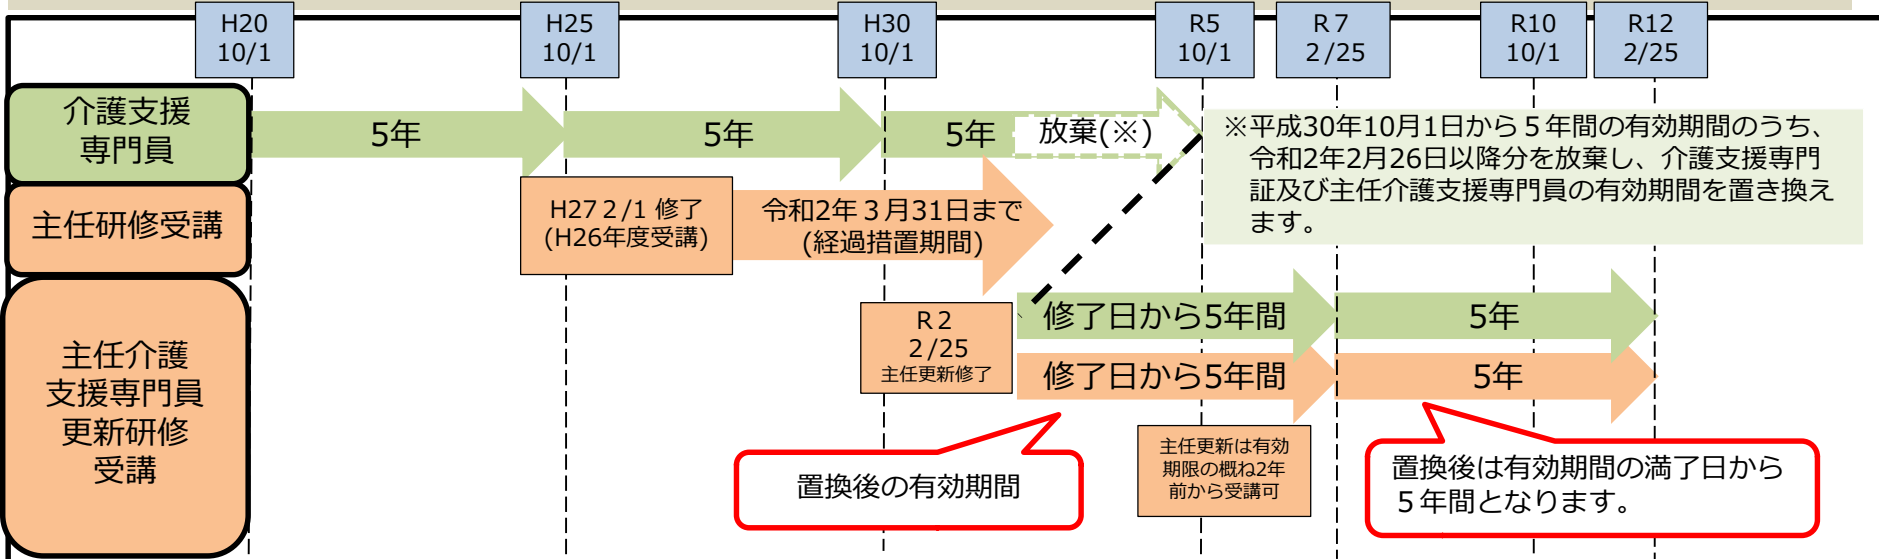 H20
10/1
H25
10/1
H30
10/1
R5
10/1
R７
２/25
R10
10/1
R12
2/25
介護支援
専門員
5年
5年
5年
放棄(※)
※平成30年10月1日から５年間の有効期間のうち、
令和2年2月26日以降分を放棄し、介護支援専門
証及び主任介護支援専門員の有効期間を置き換え
ます。
主任研修受講
H27２/1 修了
(H26年度受講)
令和2年３月31日まで
(経過措置期間)
主任介護
支援専門員
更新研修
受講
R２
２/25
主任更新修了
修了日から5年間
5年
修了日から5年間
5年
置換後の有効期間
主任更新は有効
期限の概ね2年
前から受講可
置換後は有効期間の満了日から
５年間となります。